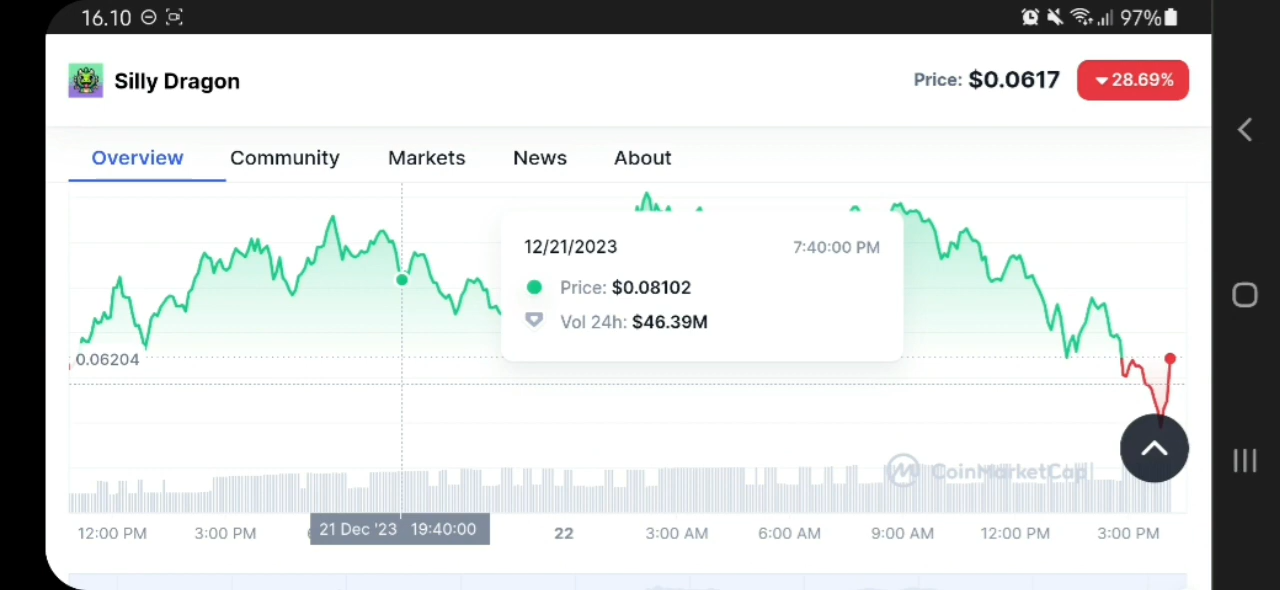 16.10
97%
Silly Dragon
Price: $0.0617
28.69%
Overview Community Markets News About
12/21/2023 7:40:00 PM
Price: $0.08102
Vol 24h: $46.39M
0.06204
CoinMarketCap
12:00 PM 3:00 PM 21 Dec '23 19:40:00 22 3:00 AM 6:00 AM 9:00 AM 12:00 PM 3:00 PM